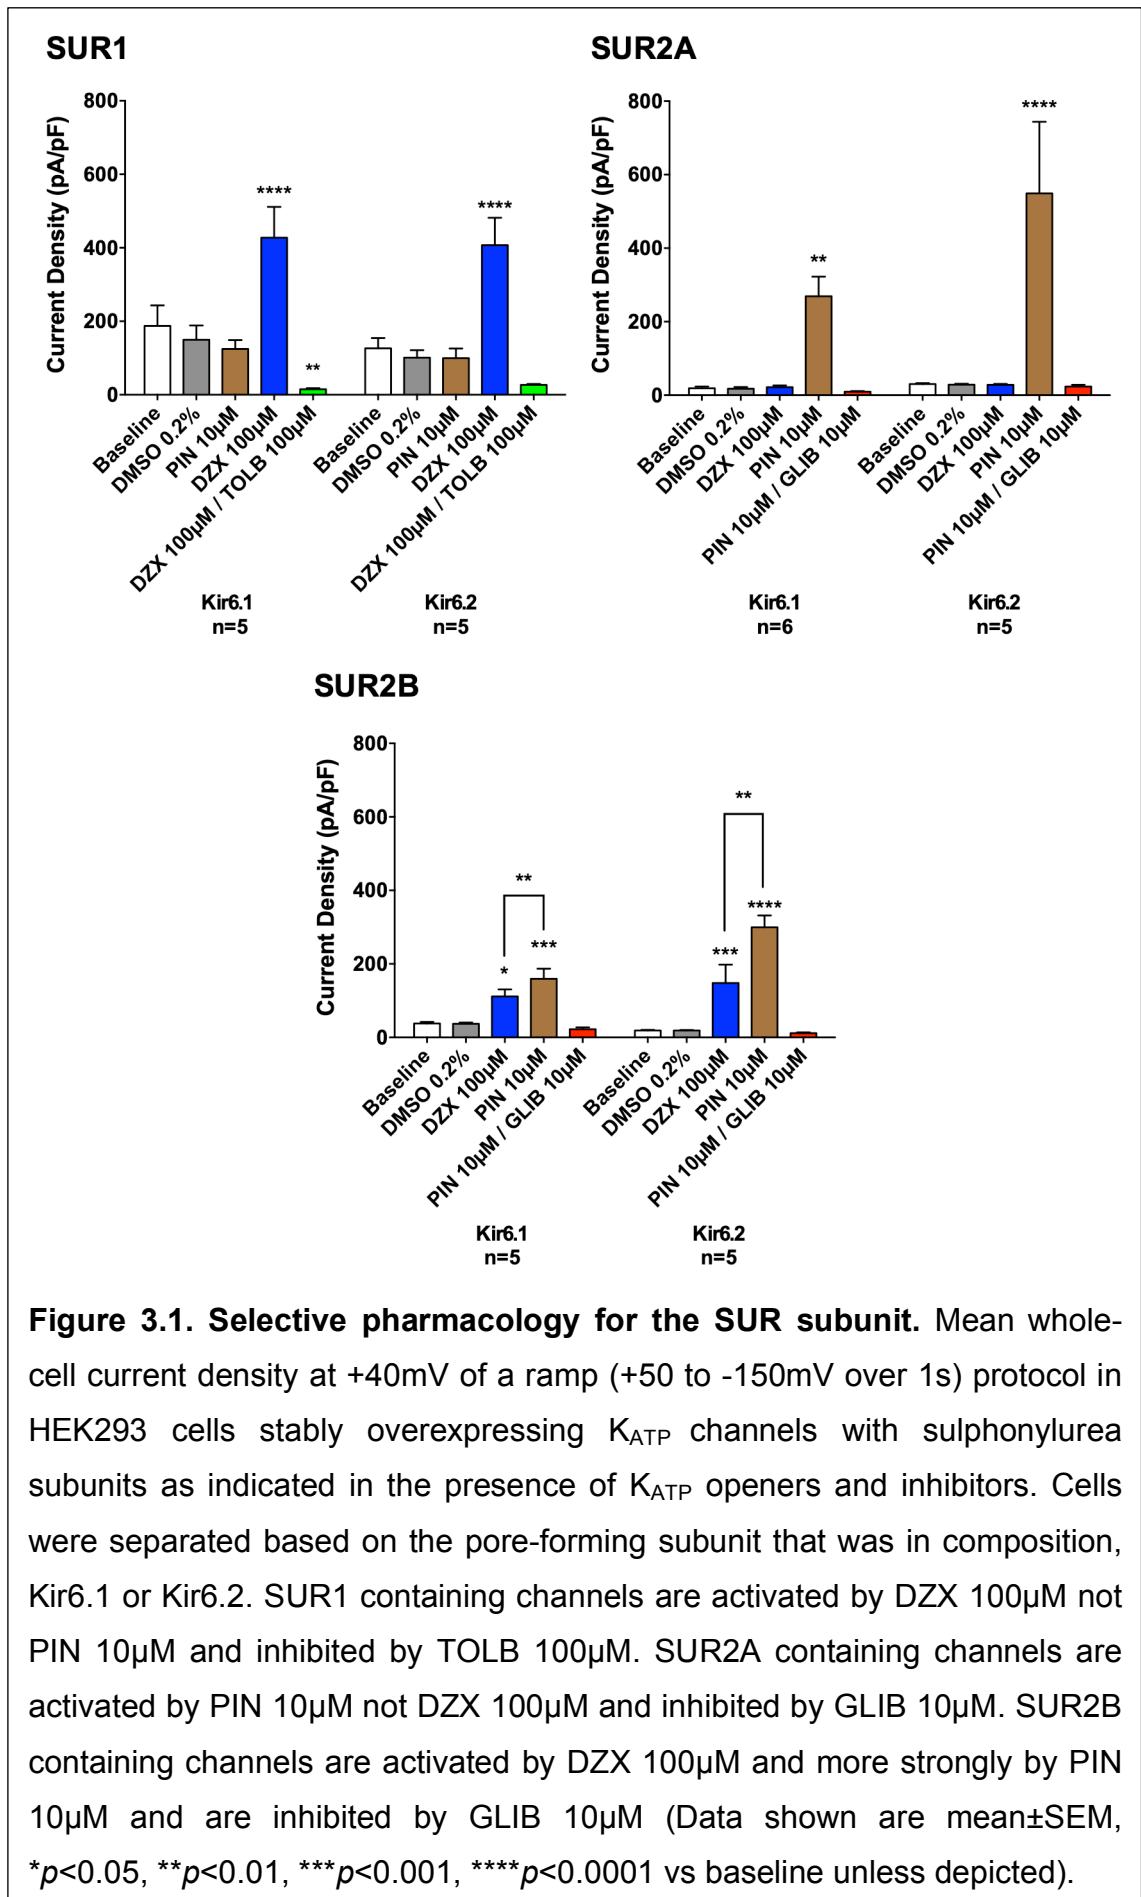 SUR1
Current Density (pA/pF)
800
600
400
200
0
****
**
****
Baseline
DMSO 0.2%
PIN 10µM
DZX 100µM
DZX 100µM / TOLB 100µM
Baseline
DMSO 0.2%
PIN 10µM
DZX 100µM
DZX 100µM / TOLB 100µM
Kir6.1
n=5
Kir6.2
n=5
SUR2A
Current Density (pA/pF)
800
600
400
200
0
**
****
Baseline
DMSO 0.2%
DZX 100µM
PIN 10µM
PIN 10µM / GLIB 10µM
Baseline
DMSO 0.2%
DZX 100µM
PIN 10µM
PIN 10µM / GLIB 10µM
Kir6.1
n=6
Kir6.2
n=5
SUR2B
Current Density (pA/pF)
800
600
400
200
0
**
*
***
**
***
****
Baseline
DMSO 0.2%
DZX 100µM
PIN 10µM
PIN 10µM / GLIB 10µM
Baseline
DMSO 0.2%
DZX 100µM
PIN 10µM
PIN 10µM / GLIB 10µM
Kir6.1
n=5
Kir6.2
n=5
Figure 3.1. Selective pharmacology for the SUR subunit. Mean whole-
cell current density at +40mV of a ramp (+50 to -150mV over 1s) protocol in
HEK293 cells stably overexpressing KATP channels with sulphonylurea
subunits as indicated in the presence of KATP openers and inhibitors. Cells
were separated based on the pore-forming subunit that was in composition,
Kir6.1 or Kir6.2. SUR1 containing channels are activated by DZX 100µM not
PIN 10µM and inhibited by TOLB 100µM. SUR2A containing channels are
activated by PIN 10µM not DZX 100µM and inhibited by GLIB 10µM. SUR2B
containing channels are activated by DZX 100µM and more strongly by PIN
10µM and are inhibited by GLIB 10µM (Data shown are mean±SEM,
*p<0.05, **p<0.01, ***p<0.001, ****p<0.0001 vs baseline unless depicted).